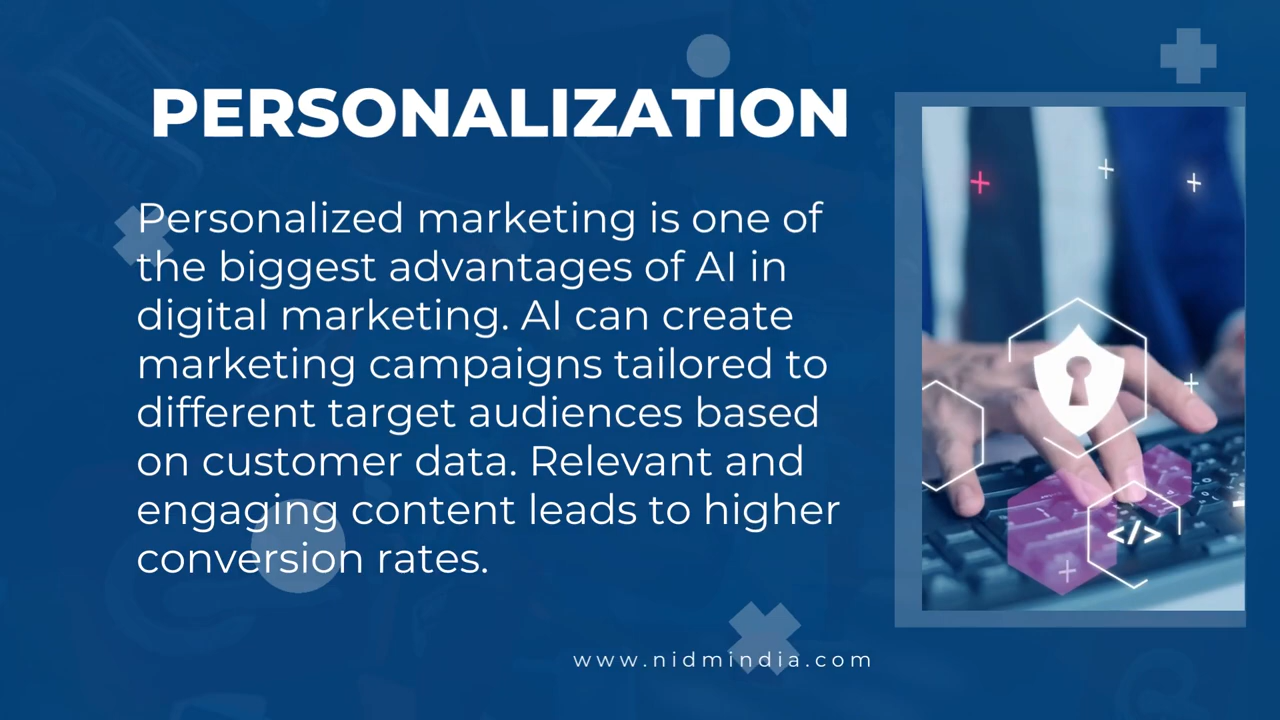 PERSONALIZATION
Personalized marketing is one of
the biggest advantages of AI in
digital marketing. AI can create
marketing campaigns tailored to
different target audiences based
on customer data. Relevant and
engaging content leads to higher
conversion rates.
</>
www.nidmindia.com